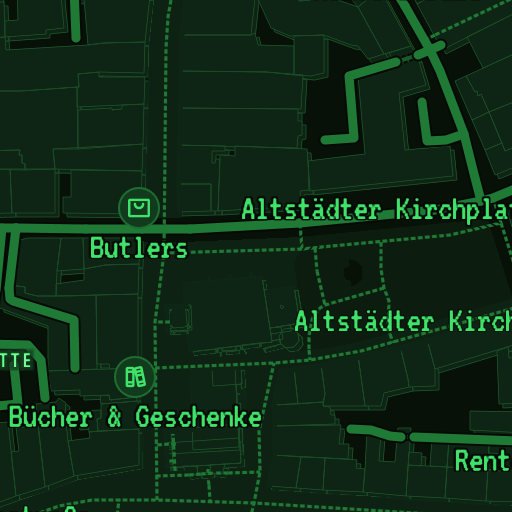 Altstädter Kirchplat
Butlers
Altstädter Kirch
TTE
Bücher & Geschenke
Rent